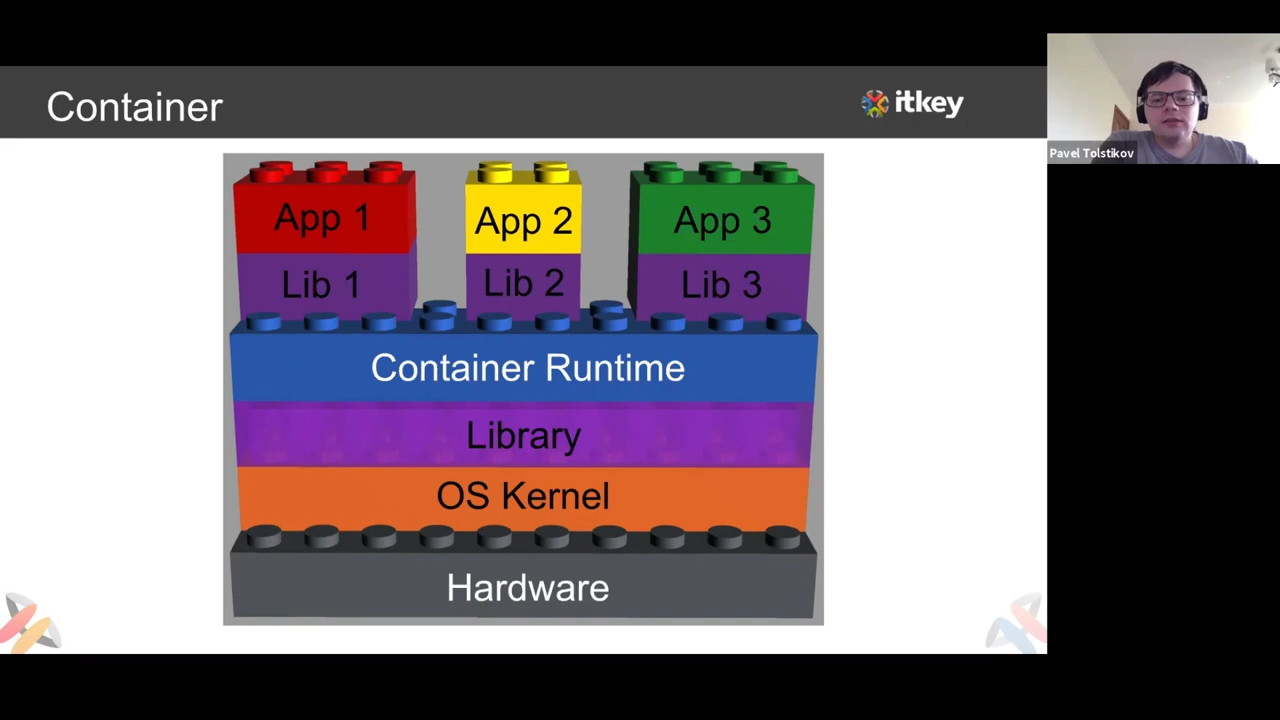 Container
itkey
Pavel Tolstikov
App 1
App 2
App 3
Lib 1
Lib 2
Lib 3
Container Runtime
Library
OS Kernel
Hardware